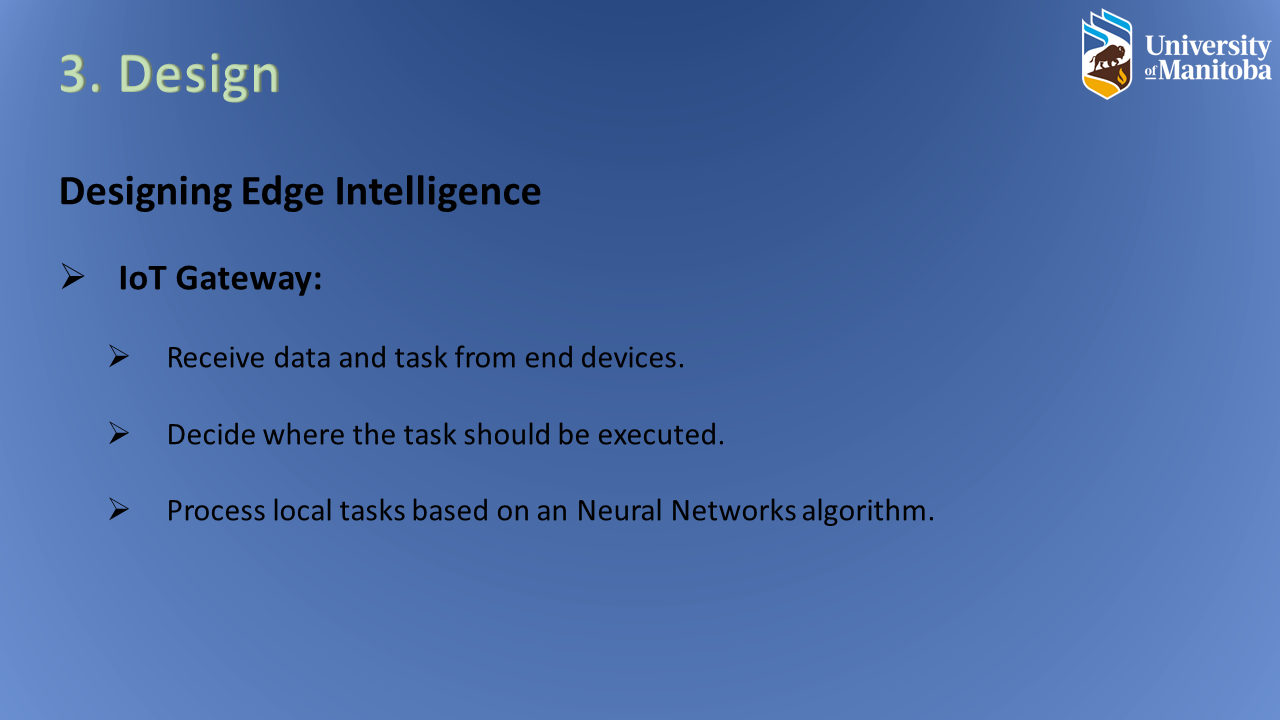 3. Design
University
of Manitoba
Designing Edge Intelligence
IoT Gateway:
Receive data and task from end devices.
Decide where the task should be executed.
Process local tasks based on an Neural Networks algorithm.